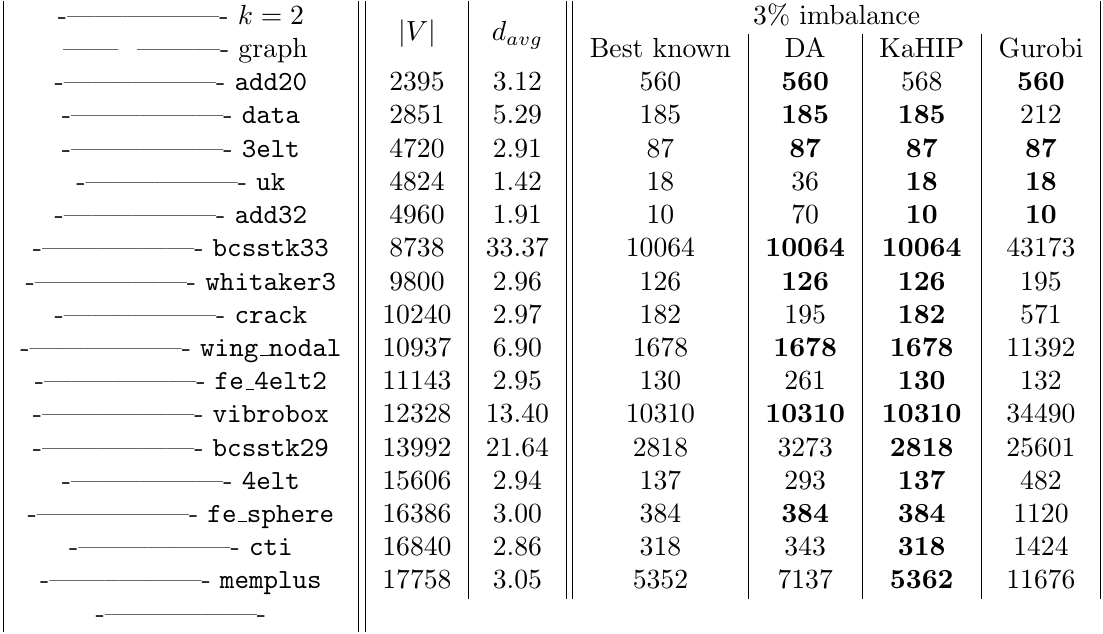 k = 2 |V| d_avg 3% imbalance
graph Best known DA KaHIP Gurobi
add20 2395 3.12 560 560 568 560
data 2851 5.29 185 185 185 212
3elt 4720 2.91 87 87 87 87
uk 4824 1.42 18 36 18 18
add32 4960 1.91 10 70 10 10
bcsstk33 8738 33.37 10064 10064 10064 43173
whitaker3 9800 2.96 126 126 126 195
crack 10240 2.97 182 195 182 571
wing_nodal 10937 6.90 1678 1678 1678 11392
fe_4elt2 11143 2.95 130 261 130 132
vibrobox 12328 13.40 10310 10310 10310 34490
bcsstk29 13992 21.64 2818 3273 2818 25601
4elt 15606 2.94 137 293 137 482
fe_sphere 16386 3.00 384 384 384 1120
cti 16840 2.86 318 343 318 1424
memplus 17758 3.05 5352 7137 5362 11676